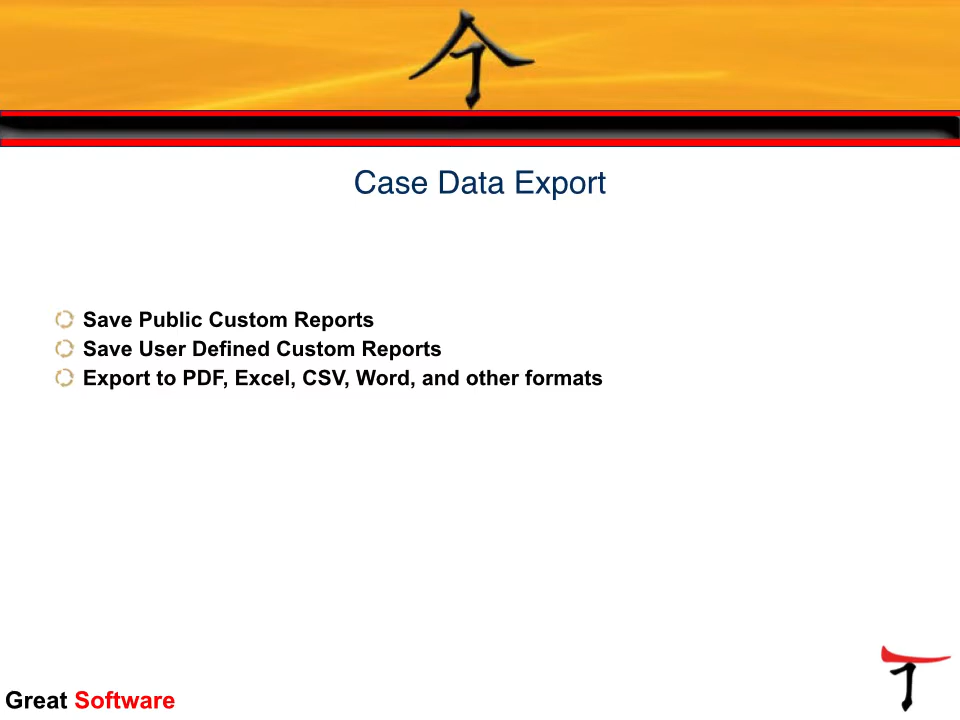 今
Case Data Export
Save Public Custom Reports
Save User Defined Custom Reports
Export to PDF, Excel, CSV, Word, and other formats
Great Software